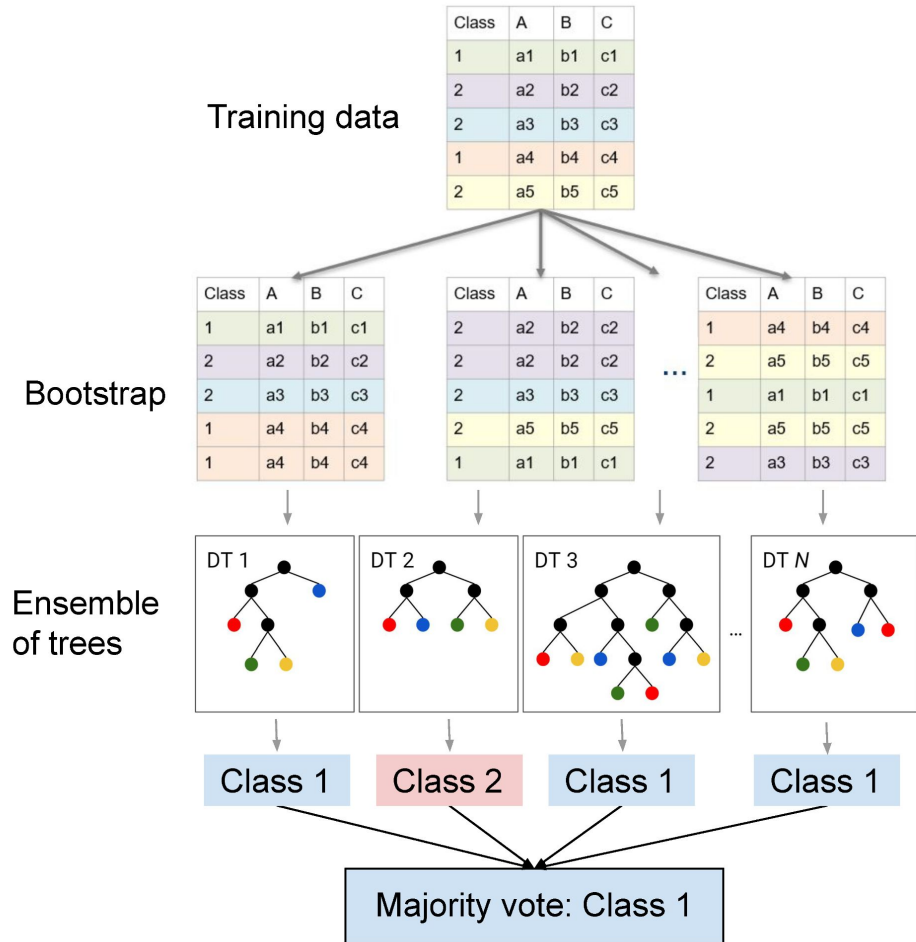 Class A B C
1 a1 b1 c1
2 a2 b2 c2
Training data
2 a3 b3 c3
1 a4 b4 c4
2 a5 b5 c5
Class A B C
1 a1 b1 c1
2 a2 b2 c2
2 a3 b3 c3
1 a4 b4 c4
1 a4 b4 c4
Class A B C
2 a2 b2 c2
2 a2 b2 c2
2 a3 b3 c3
2 a5 b5 c5
1 a1 b1 c1
...
Class A B C
1 a4 b4 c4
2 a5 b5 c5
1 a1 b1 c1
2 a5 b5 c5
2 a3 b3 c3
Bootstrap
DT 1
DT 2
DT 3
...
DT N
Ensemble
of trees
Class 1
Class 2
Class 1
Class 1
Majority vote: Class 1